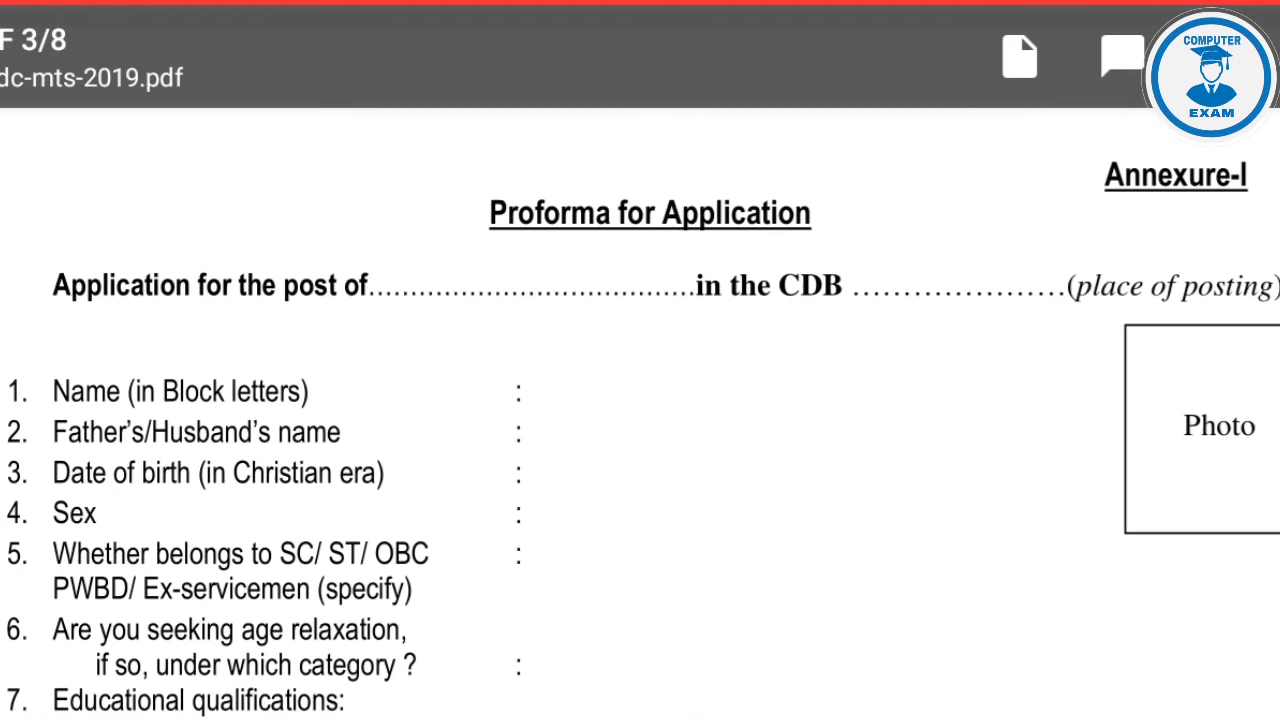 F 3/8
dc-mts-2019.pdf
COMPUTER
EXAM
Annexure-I
Proforma for Application
Application for the post of.......................................in the CDB .....................(place of posting)
Photo
1. Name (in Block letters) :
2. Father's/Husband's name :
3. Date of birth (in Christian era) :
4. Sex :
5. Whether belongs to SC/ ST/ OBC :
PWBD/ Ex-servicemen (specify)
6. Are you seeking age relaxation,
if so, under which category ? :
7. Educational qualifications: